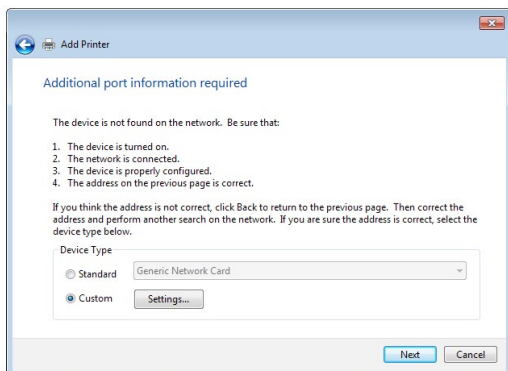 Add Printer
Additional port information required
The device is not found on the network. Be sure that:
1. The device is turned on.
2. The network is connected.
3. The device is properly configured.
4. The address on the previous page is correct.
If you think the address is not correct, click Back to return to the previous page. Then correct the
address and perform another search on the network. If you are sure the address is correct, select the
device type below.
Device Type
Standard Generic Network Card
Custom Settings...
Next Cancel